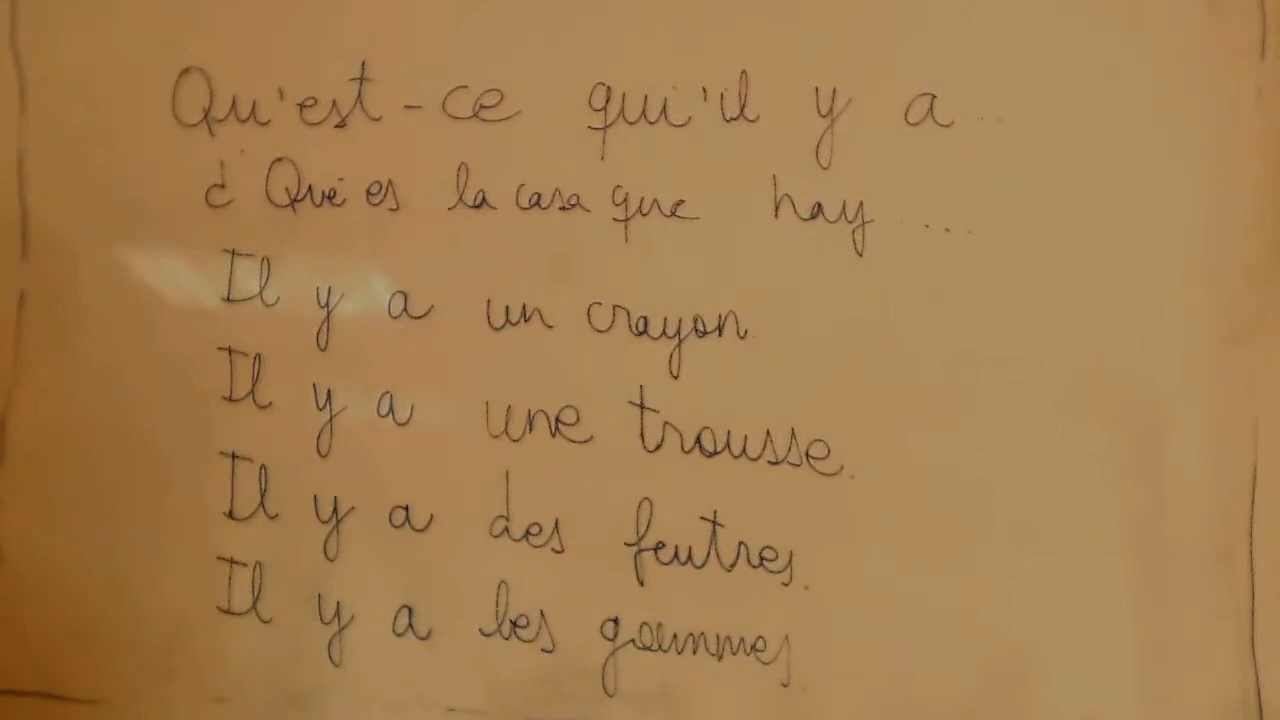 Qu'est-ce qui'il y a ...
¿ Qué es la casa que hay ...
Il y a un crayon.
Il y a une trousse.
Il y a des feutres.
Il y a les gommes